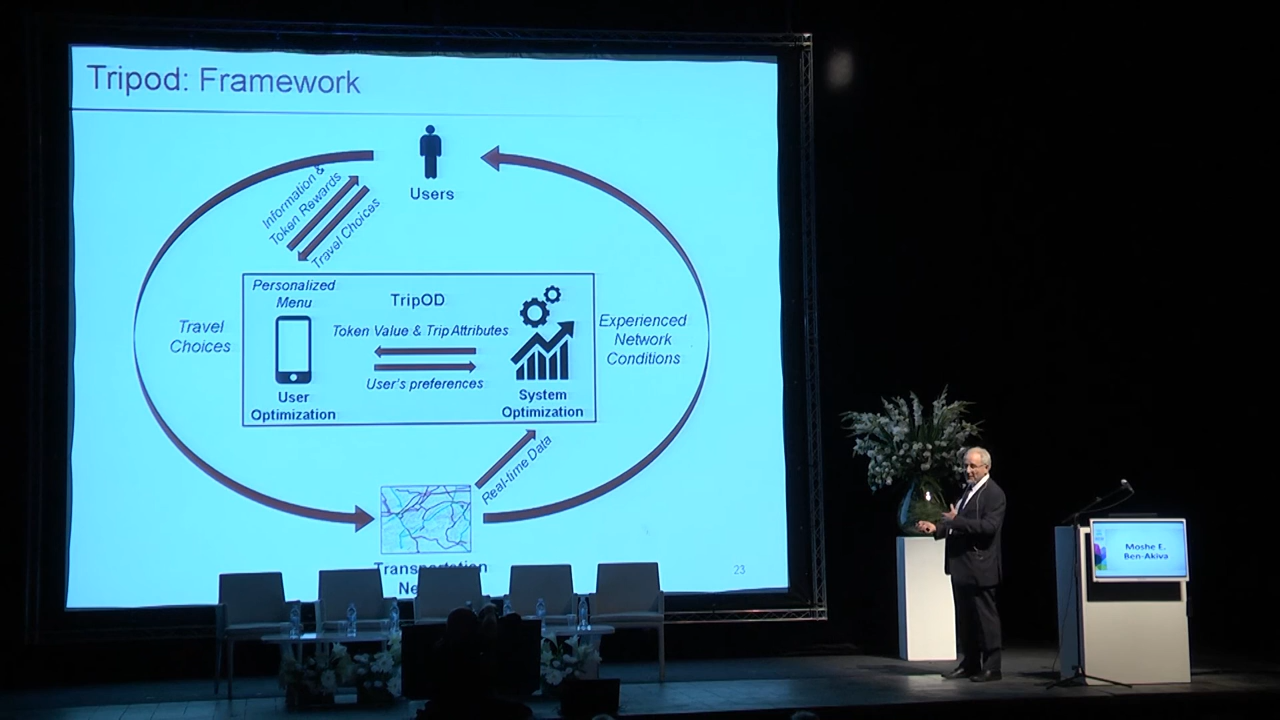 Tripod: Framework
Users
Information &
Token Rewards
Travel Choices
Personalized
Menu
TripOD
Token Value & Trip Attributes
User's preferences
User
Optimization
System
Optimization
Travel
Choices
Experienced
Network
Conditions
Real-time Data
23
Moshe E.
Ben-Akiva